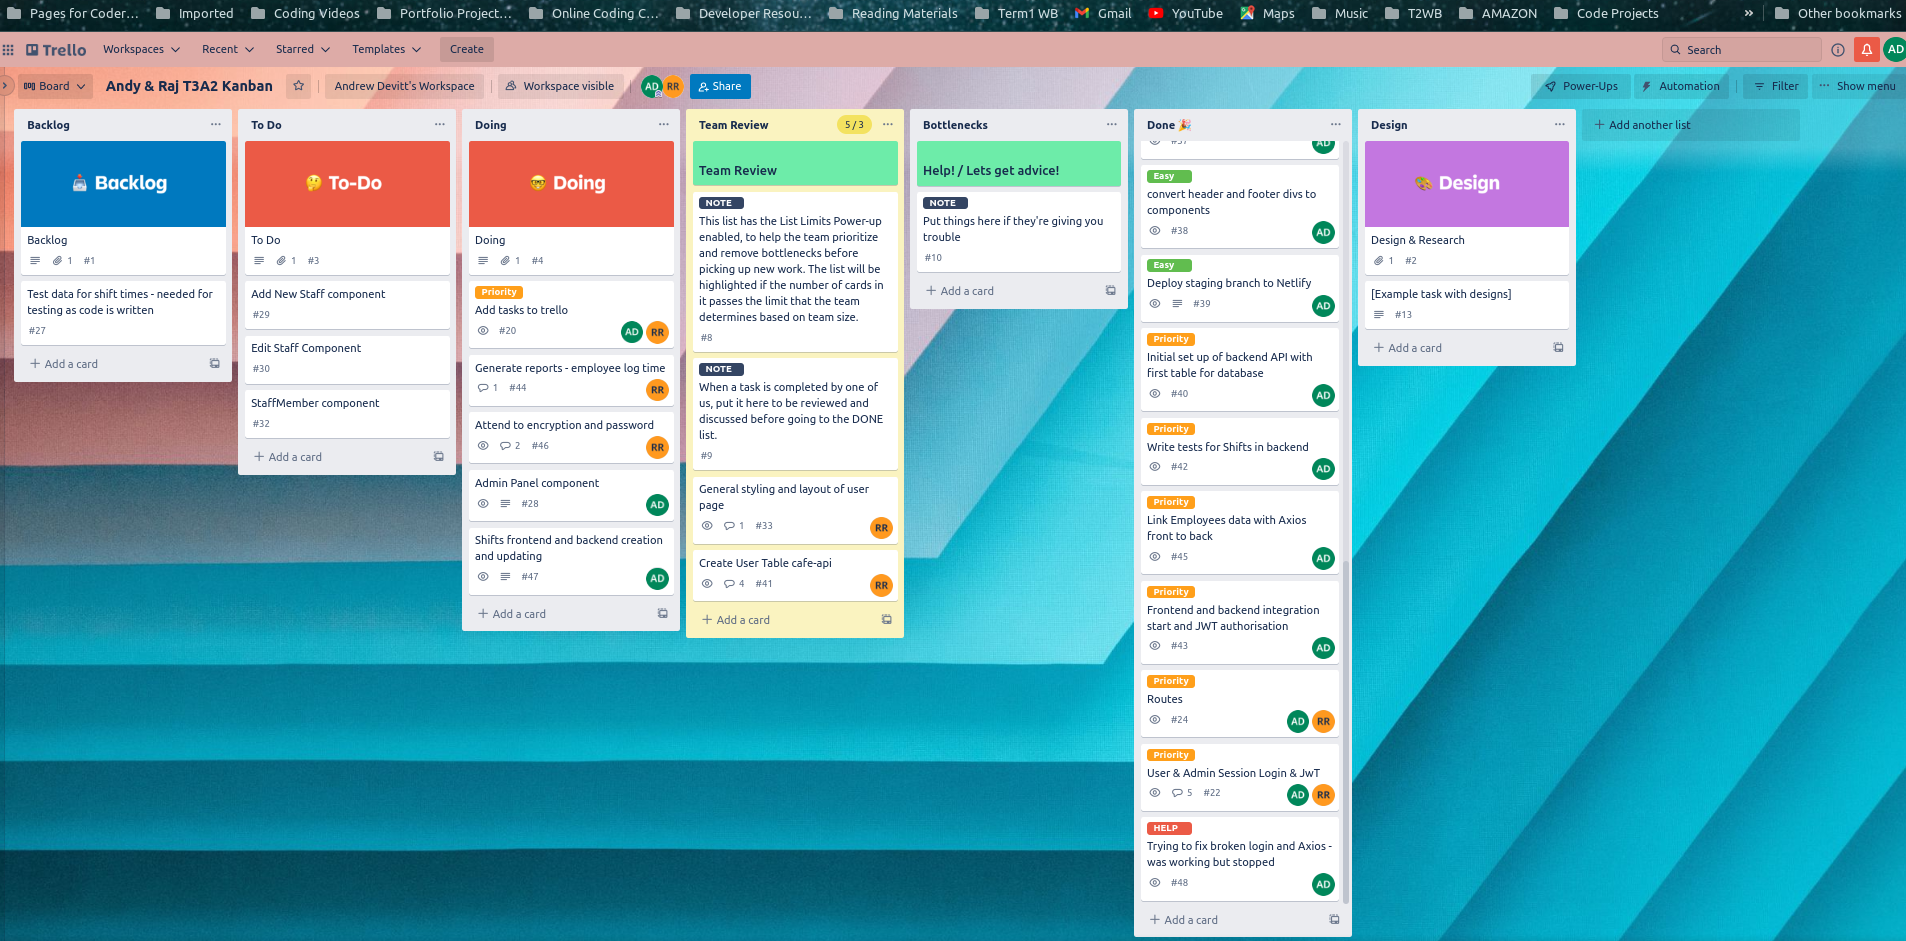 Pages for Coder...
Imported
Coding Videos
Portfolio Project...
Online Coding C...
Developer Resou...
Reading Materials
Term1 WB
Gmail
YouTube
Maps
Music
T2WB
AMAZON
Code Projects
»
Other bookmarks
Trello
Workspaces
Recent
Starred
Templates
Create
Search
AD
Board
Andy & Raj T3A2 Kanban
Andrew Devitt's Workspace
Workspace visible
AD
RR
Share
Power-Ups
Automation
Filter
Show menu
Backlog
Backlog
Backlog
1 #1
Test data for shift times - needed for
testing as code is written
#27
+ Add a card
To Do
To-Do
To Do
1 #3
Add New Staff component
#29
Edit Staff Component
#30
StaffMember component
#32
+ Add a card
Doing
Doing
Doing
1 #4
Priority
Add tasks to trello
#20
AD RR
Generate reports - employee log time
1 #44
RR
Attend to encryption and password
2 #46
RR
Admin Panel component
#28
AD
Shifts frontend and backend creation
and updating
#47
AD
+ Add a card
Team Review
5 / 3
Team Review
NOTE
This list has the List Limits Power-up
enabled, to help the team prioritize
and remove bottlenecks before
picking up new work. The list will be
highlighted if the number of cards in
it passes the limit that the team
determines based on team size.
#8
NOTE
When a task is completed by one of
us, put it here to be reviewed and
discussed before going to the DONE
list.
#9
General styling and layout of user
page
1 #33
RR
Create User Table cafe-api
4 #41
RR
+ Add a card
Bottlenecks
Help! / Lets get advice!
NOTE
Put things here if they're giving you
trouble
#10
+ Add a card
Done 🎉
#37
AD
Easy
convert header and footer divs to
components
#38
AD
Easy
Deploy staging branch to Netlify
#39
AD
Priority
Initial set up of backend API with
first table for database
#40
AD
Priority
Write tests for Shifts in backend
#42
AD
Priority
Link Employees data with Axios
front to back
#45
AD
Priority
Frontend and backend integration
start and JWT authorisation
#43
AD
Priority
Routes
#24
AD RR
Priority
User & Admin Session Login & JwT
5 #22
AD RR
HELP
Trying to fix broken login and Axios -
was working but stopped
#48
AD
+ Add a card
Design
Design
Design & Research
1 #2
[Example task with designs]
#13
+ Add a card
+ Add another list